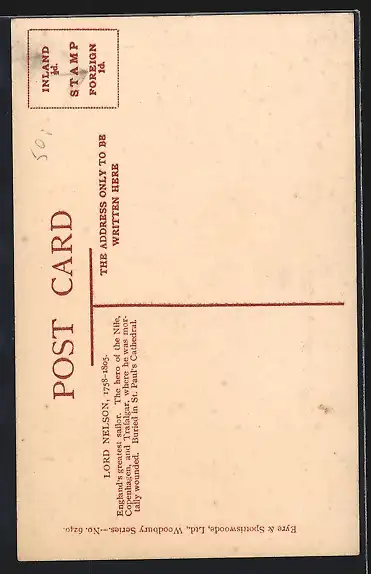 POST CARD
INLAND
½d.
STAMP
FOREIGN
1d.
THE ADDRESS ONLY TO BE
WRITTEN HERE
LORD NELSON, 1758-1805.
England's greatest sailor. The hero of the Nile,
Copenhagen, and Trafalgar, where he was mor-
tally wounded. Buried in St. Paul's Cathedral.
Eyre & Spottiswoode, Ltd., Woodbury Series.—No. 6240.
50,